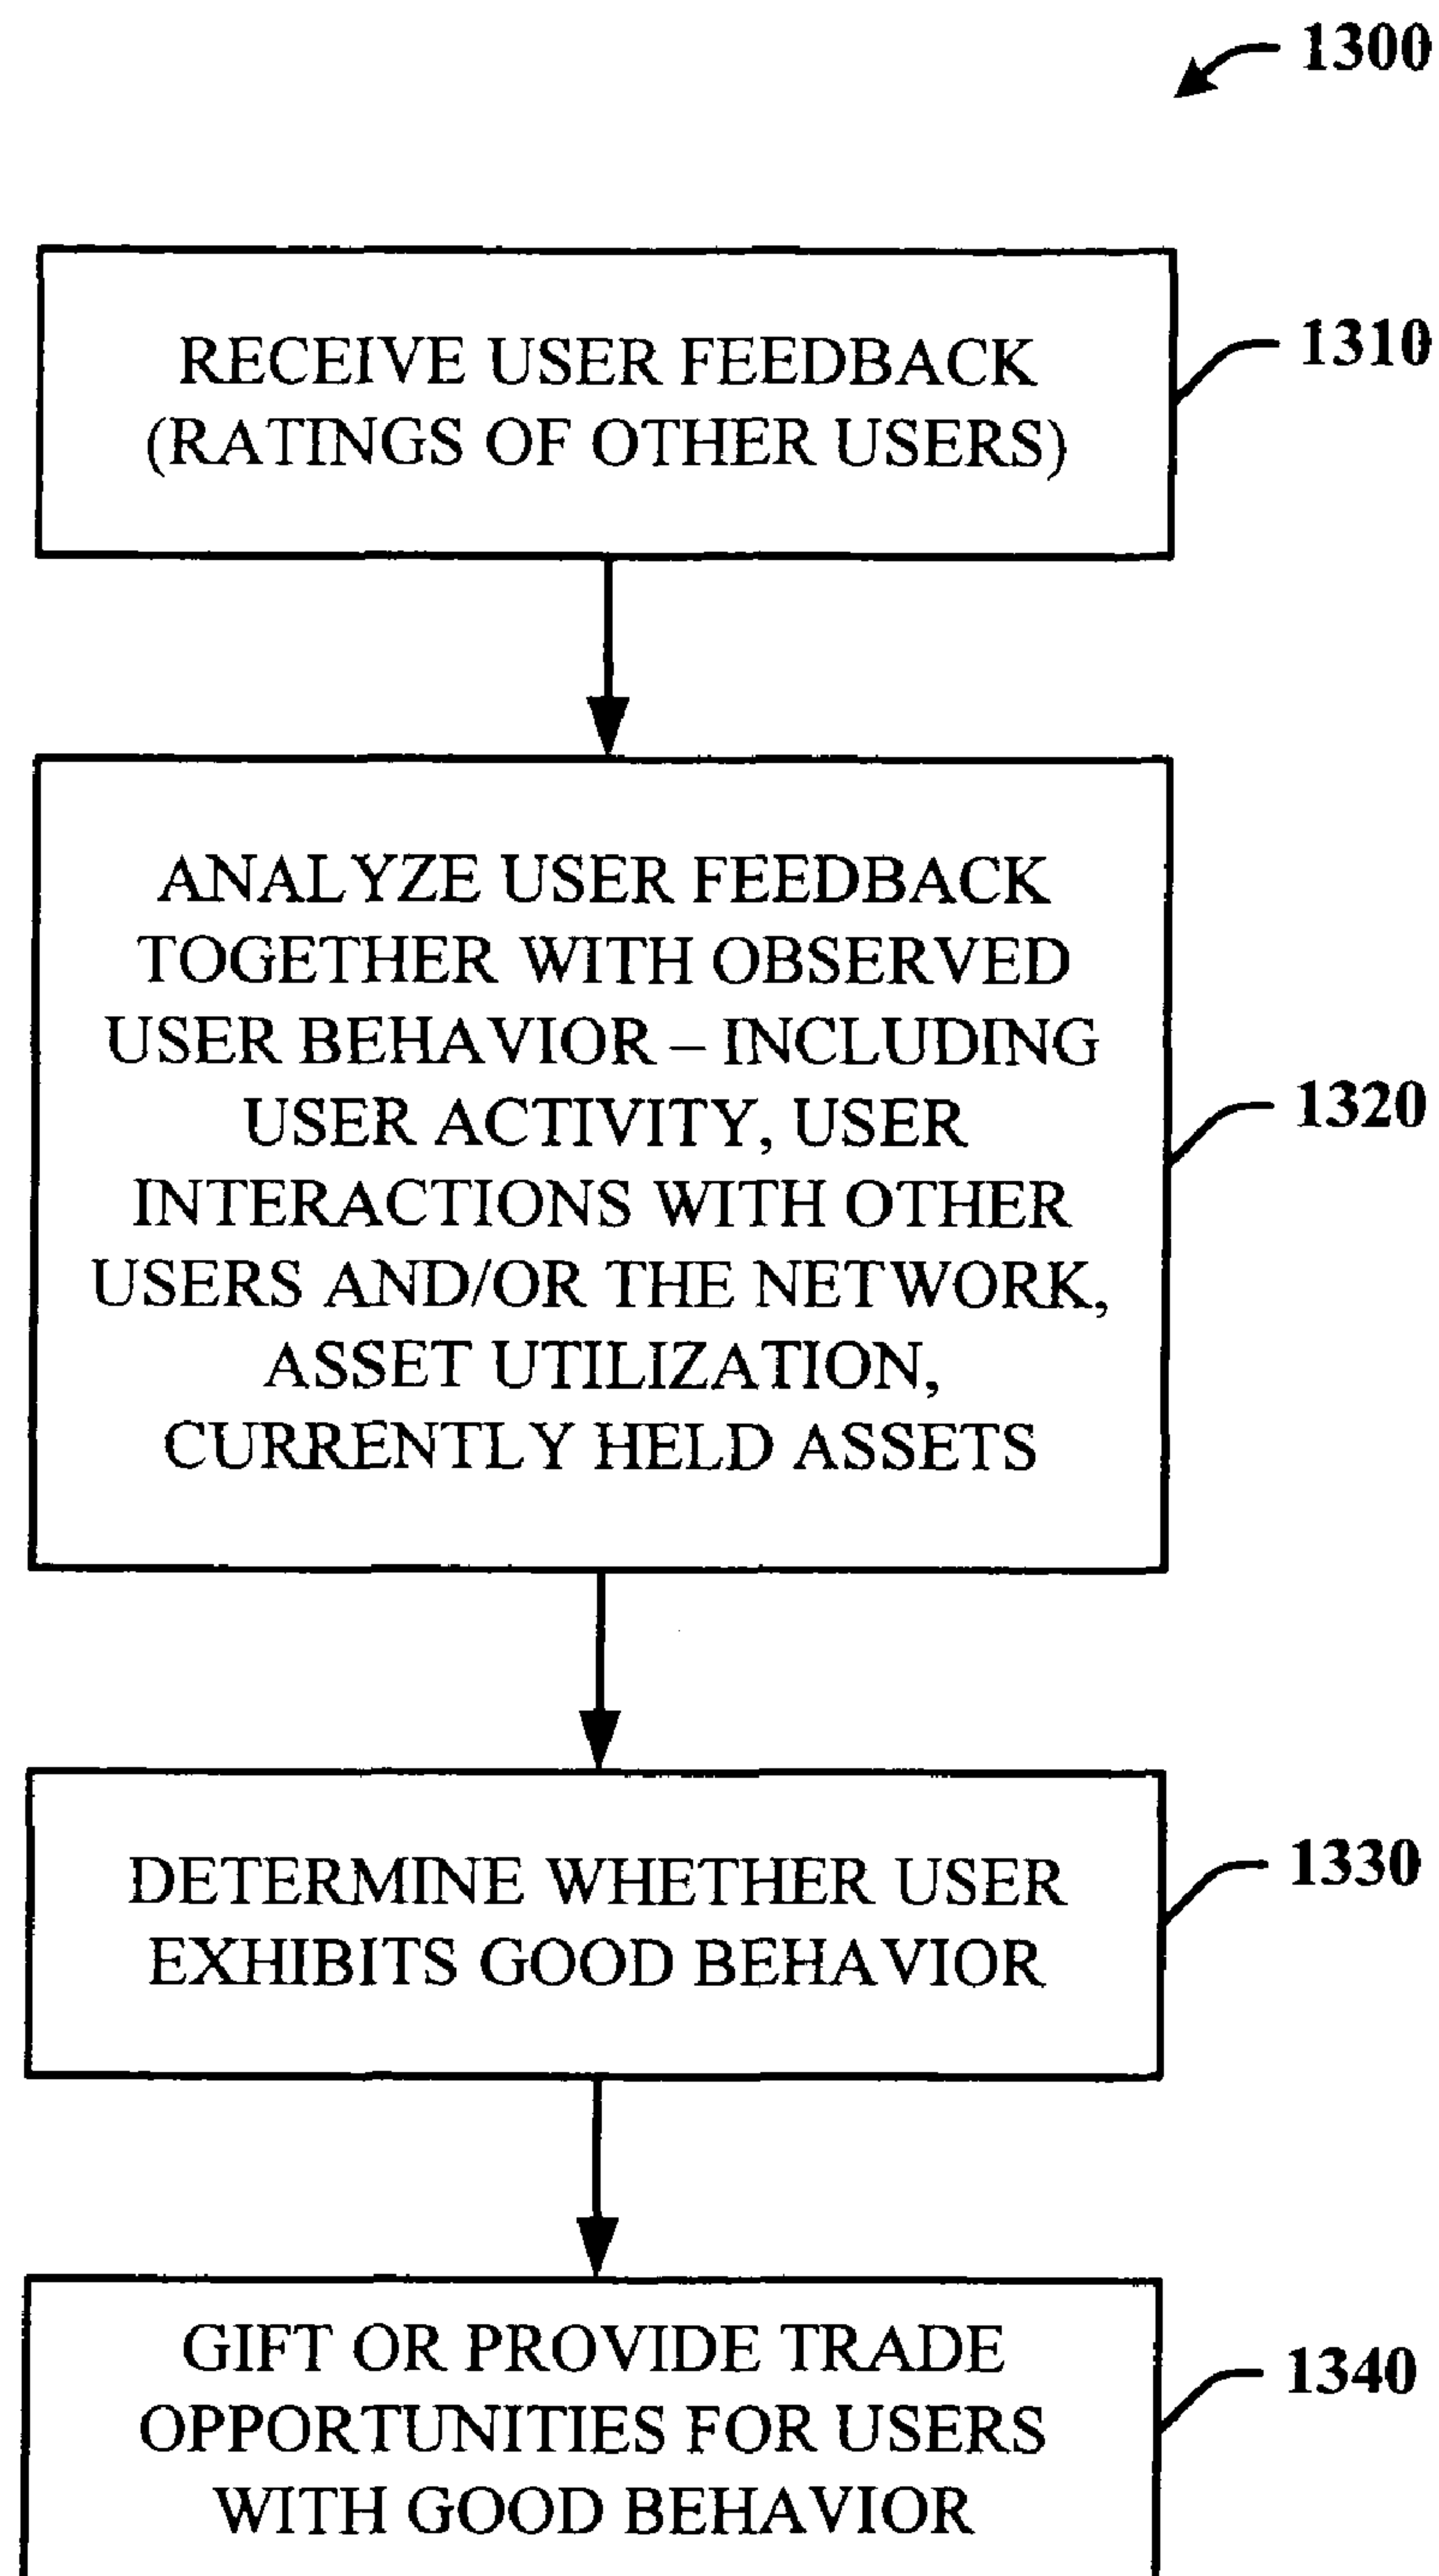 1300
RECEIVE USER FEEDBACK
(RATINGS OF OTHER USERS)
1310
ANALYZE USER FEEDBACK
TOGETHER WITH OBSERVED
USER BEHAVIOR – INCLUDING
USER ACTIVITY, USER
INTERACTIONS WITH OTHER
USERS AND/OR THE NETWORK,
ASSET UTILIZATION,
CURRENTLY HELD ASSETS
1320
DETERMINE WHETHER USER
EXHIBITS GOOD BEHAVIOR
1330
GIFT OR PROVIDE TRADE
OPPORTUNITIES FOR USERS
WITH GOOD BEHAVIOR
1340